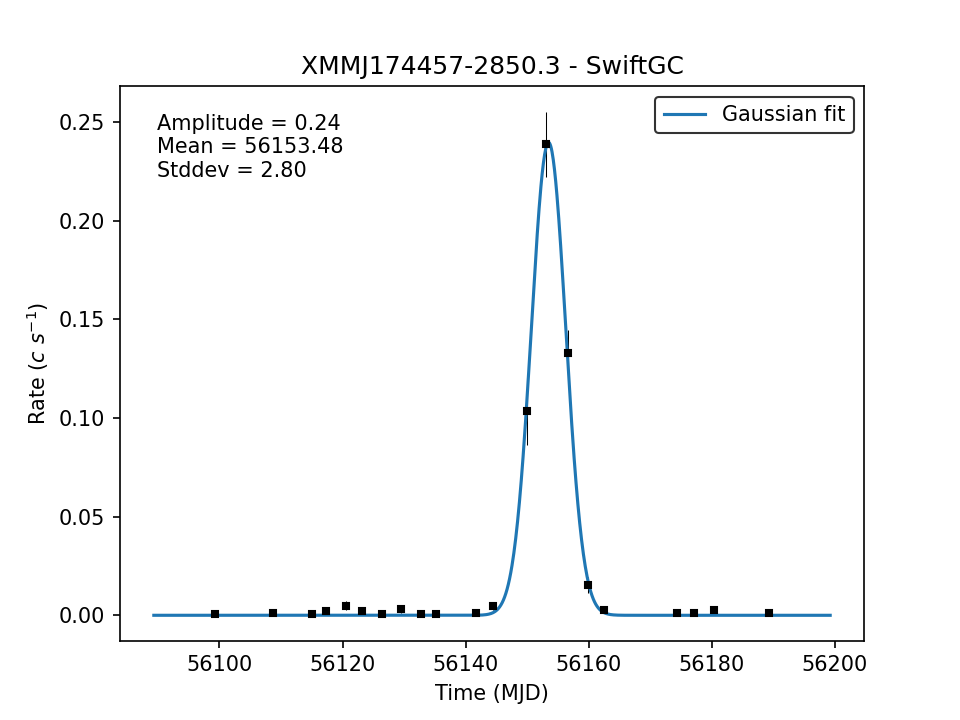 XMMJ174457-2850.3 - SwiftGC
Amplitude = 0.24
Mean = 56153.48
Stddev = 2.80
Gaussian fit
Rate (c s⁻¹)
0.25
0.20
0.15
0.10
0.05
0.00
56100 56120 56140 56160 56180 56200
Time (MJD)